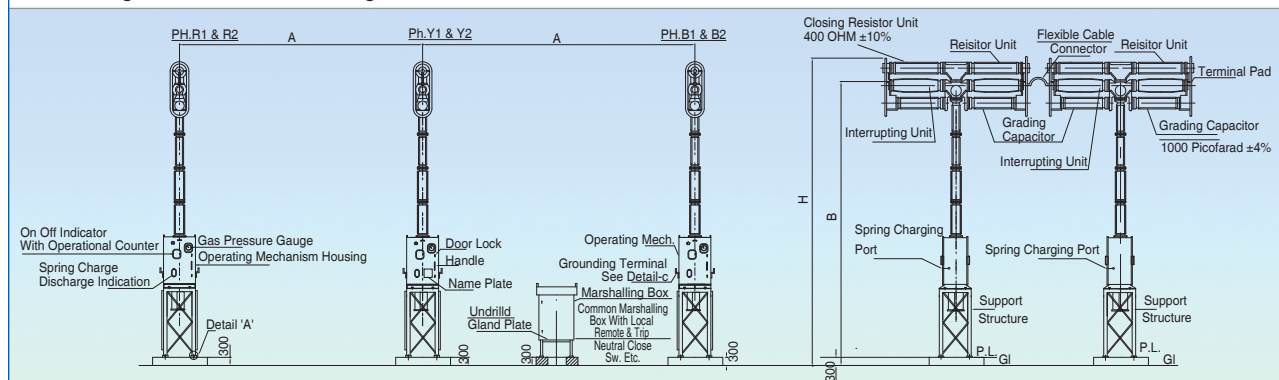 PH.R1 & R2
A
Ph.Y1 & Y2
A
PH.B1 & B2
On Off Indicator
With Operational Counter
Spring Charge
Discharge Indication
Gas Pressure Gauge
Operating Mechanism Housing
Detail 'A'
300
Door Lock
Handle
Name Plate
300
Undrilld
Gland Plate
300
Operating Mech.
Grounding Terminal
See Detail-c
Marshalling Box
Common Marshalling
Box With Local
Remote & Trip
Neutral Close
Sw. Etc.
300
Closing Resistor Unit
400 OHM ±10%
Reisitor Unit
Flexible Cable
Connector
Reisitor Unit
Terminal Pad
Interrupting Unit
Grading
Capacitor
Interrupting Unit
Grading Capacitor
1000 Picofarad ±4%
H
B
Spring Charging
Port
Spring Charging Port
Support
Structure
Support
Structure
P.L.
Gl
P.L.
Gl
300